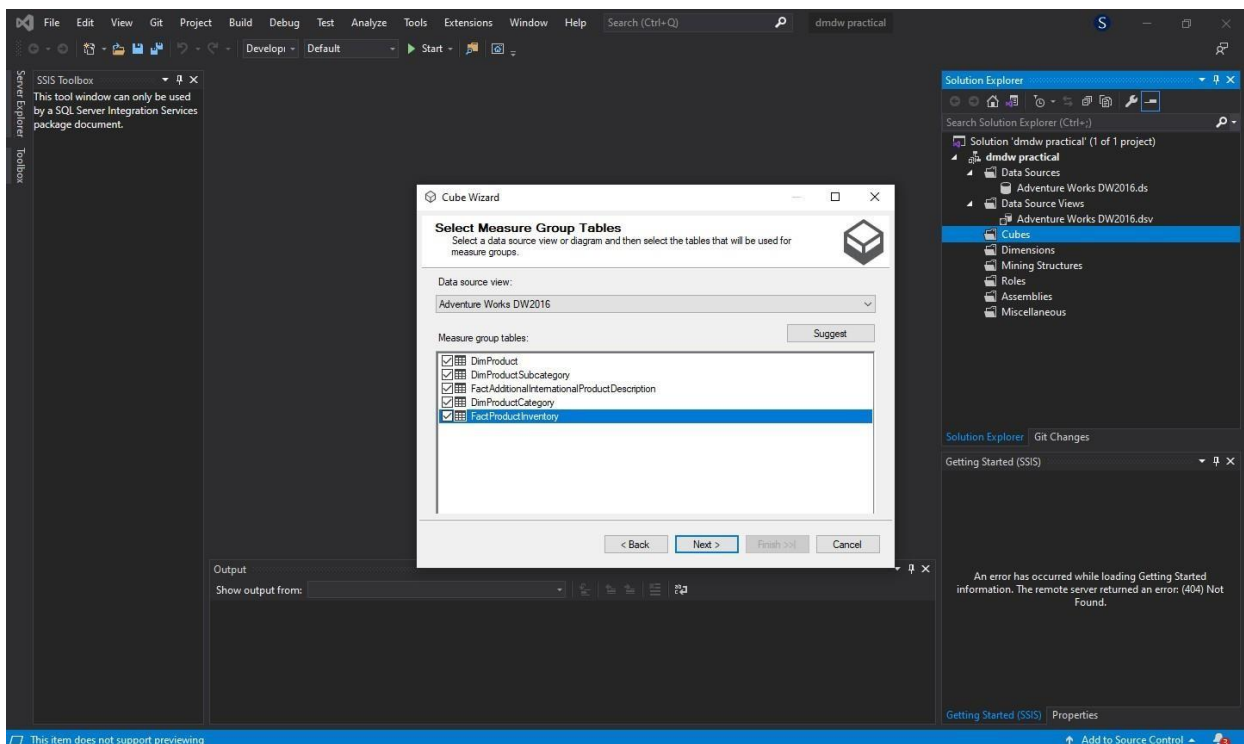 File Edit View Git Project Build Debug Test Analyze Tools Extensions Window Help Search (Ctrl+Q) dmdw practical S
Develop Default Start
Server Explorer
Toolbox
SSIS Toolbox
This tool window can only be used
by a SQL Server Integration Services
package document.
Cube Wizard
Select Measure Group Tables
Select a data source view or diagram and then select the tables that will be used for
measure groups.
Data source view:
Adventure Works DW2016
Measure group tables:
Suggest
DimProduct
DimProductSubcategory
FactAdditionalInternationalProductDescription
DimProductCategory
FactProductInventory
< Back Next > Finish >>| Cancel
Output
Show output from:
Solution Explorer
Search Solution Explorer (Ctrl+;)
Solution 'dmdw practical' (1 of 1 project)
dmdw practical
Data Sources
Adventure Works DW2016.ds
Data Source Views
Adventure Works DW2016.dsv
Cubes
Dimensions
Mining Structures
Roles
Assemblies
Miscellaneous
Solution Explorer Git Changes
Getting Started (SSIS)
An error has occurred while loading Getting Started
information. The remote server returned an error: (404) Not
Found.
Getting Started (SSIS) Properties
This item does not support previewing
Add to Source Control